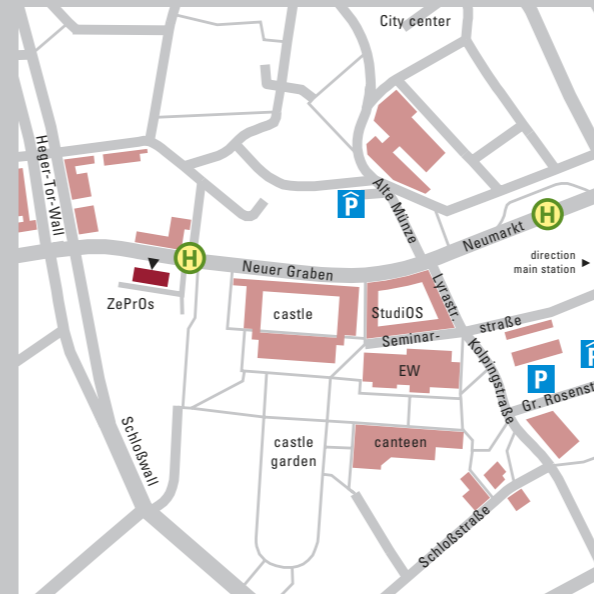 City center
Heger-Tor-Wall
P
Alte Münze
H
Neumarkt
direction
main station
H
Neuer Graben
ZePrOs
castle
StudiOS
Lyrastr.
Seminar-
straße
EW
Kolpingstraße
P
P
Gr. Rosenst
Schloßwall
castle
garden
canteen
Schloßstraße